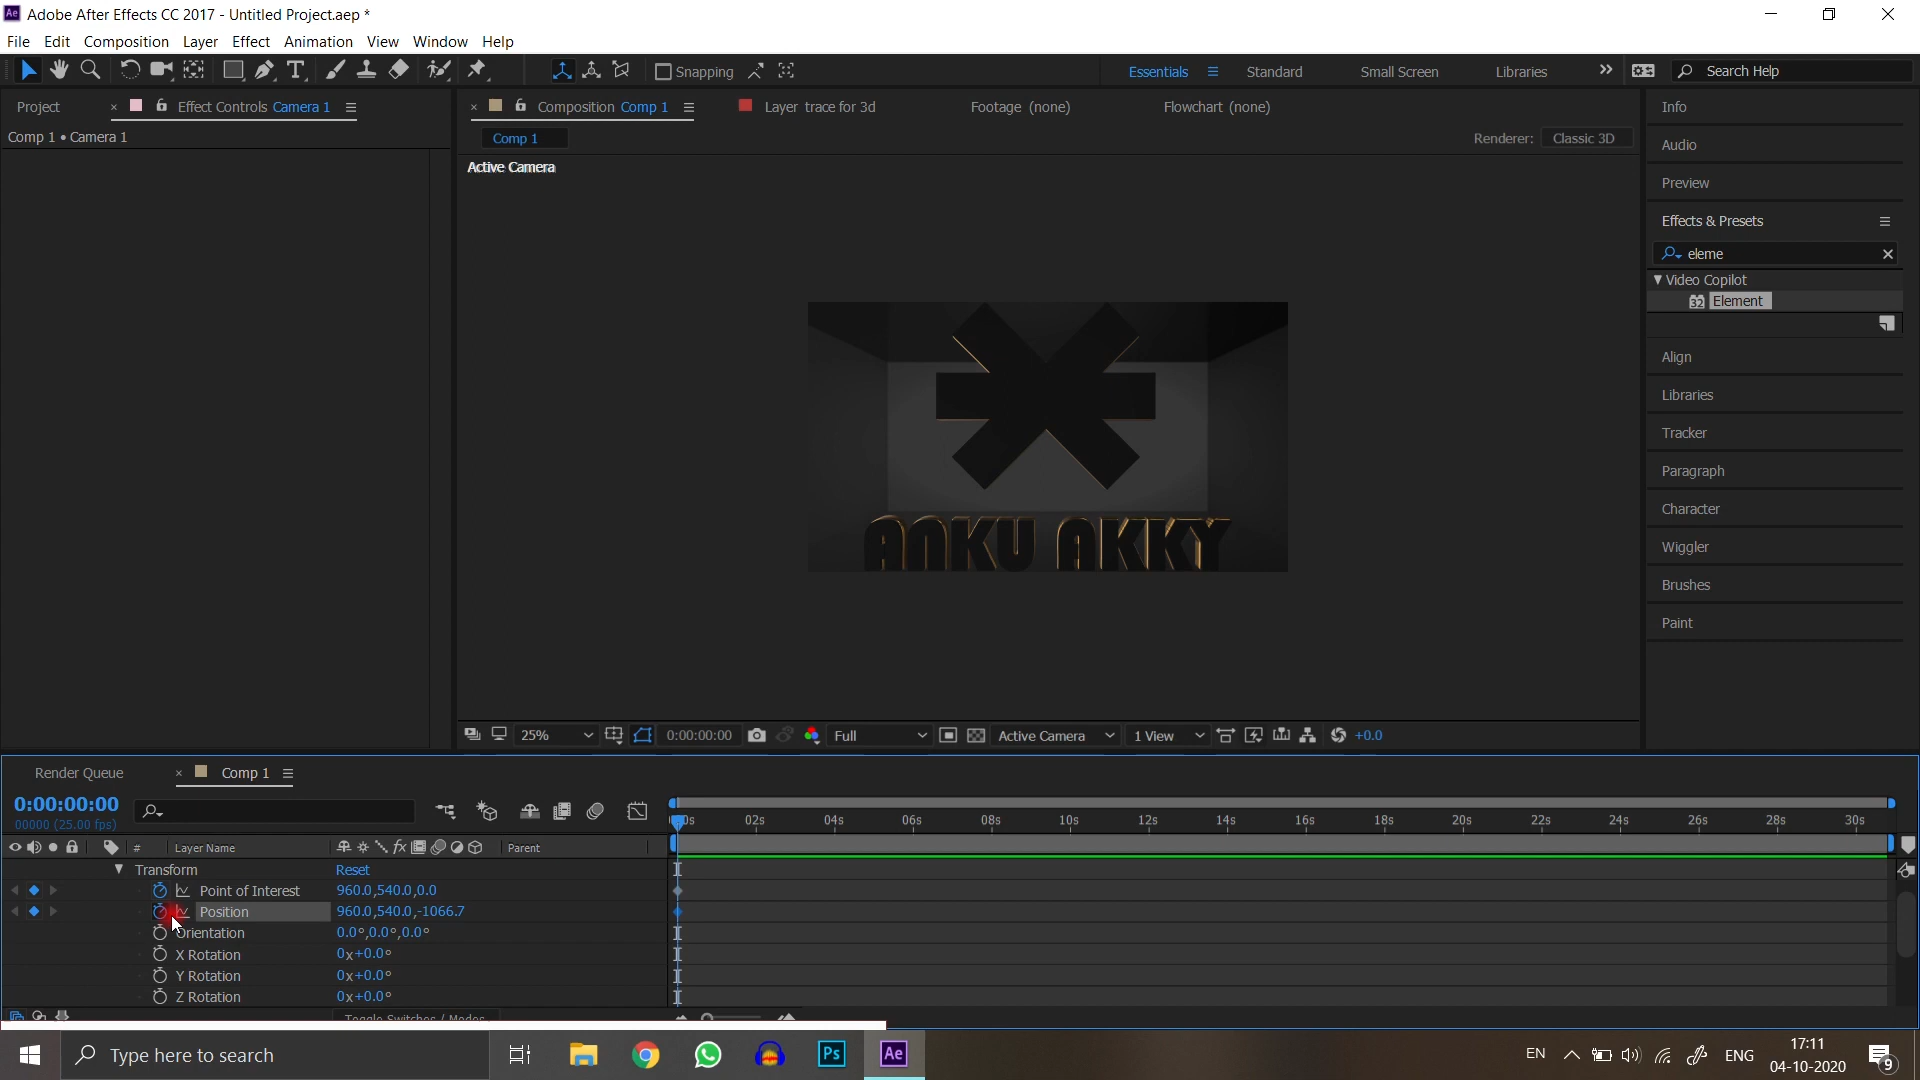 Adobe After Effects CC 2017 - Untitled Project.aep *
File Edit Composition Layer Effect Animation View Window Help
Snapping Essentials Standard Small Screen Libraries Search Help
Project Effect Controls Camera 1 Composition Comp 1 Layer trace for 3d Footage (none) Flowchart (none) Info
Comp 1 • Camera 1 Comp 1 Renderer: Classic 3D Audio
Active Camera
Preview
Effects & Presets
eleme
Video Copilot
Element
Align
Libraries
Tracker
Paragraph
Character
Wiggler
Brushes
Paint
ANKU AKKY
25% 0:00:00:00 Full Active Camera 1 View +0.0
Render Queue Comp 1
0:00:00:00
00000 (25.00 fps)
02s 04s 06s 08s 10s 12s 14s 16s 18s 20s 22s 24s 26s 28s 30s
# Layer Name Parent
Transform Reset
Point of Interest 960.0,540.0,0.0
Position 960.0,540.0,-1066.7
Orientation 0.0°,0.0°,0.0°
X Rotation 0x+0.0°
Y Rotation 0x+0.0°
Z Rotation 0x+0.0°
Toggle Switches / Modes
Type here to search Ps Ae EN ENG 17:11
04-10-2020 9